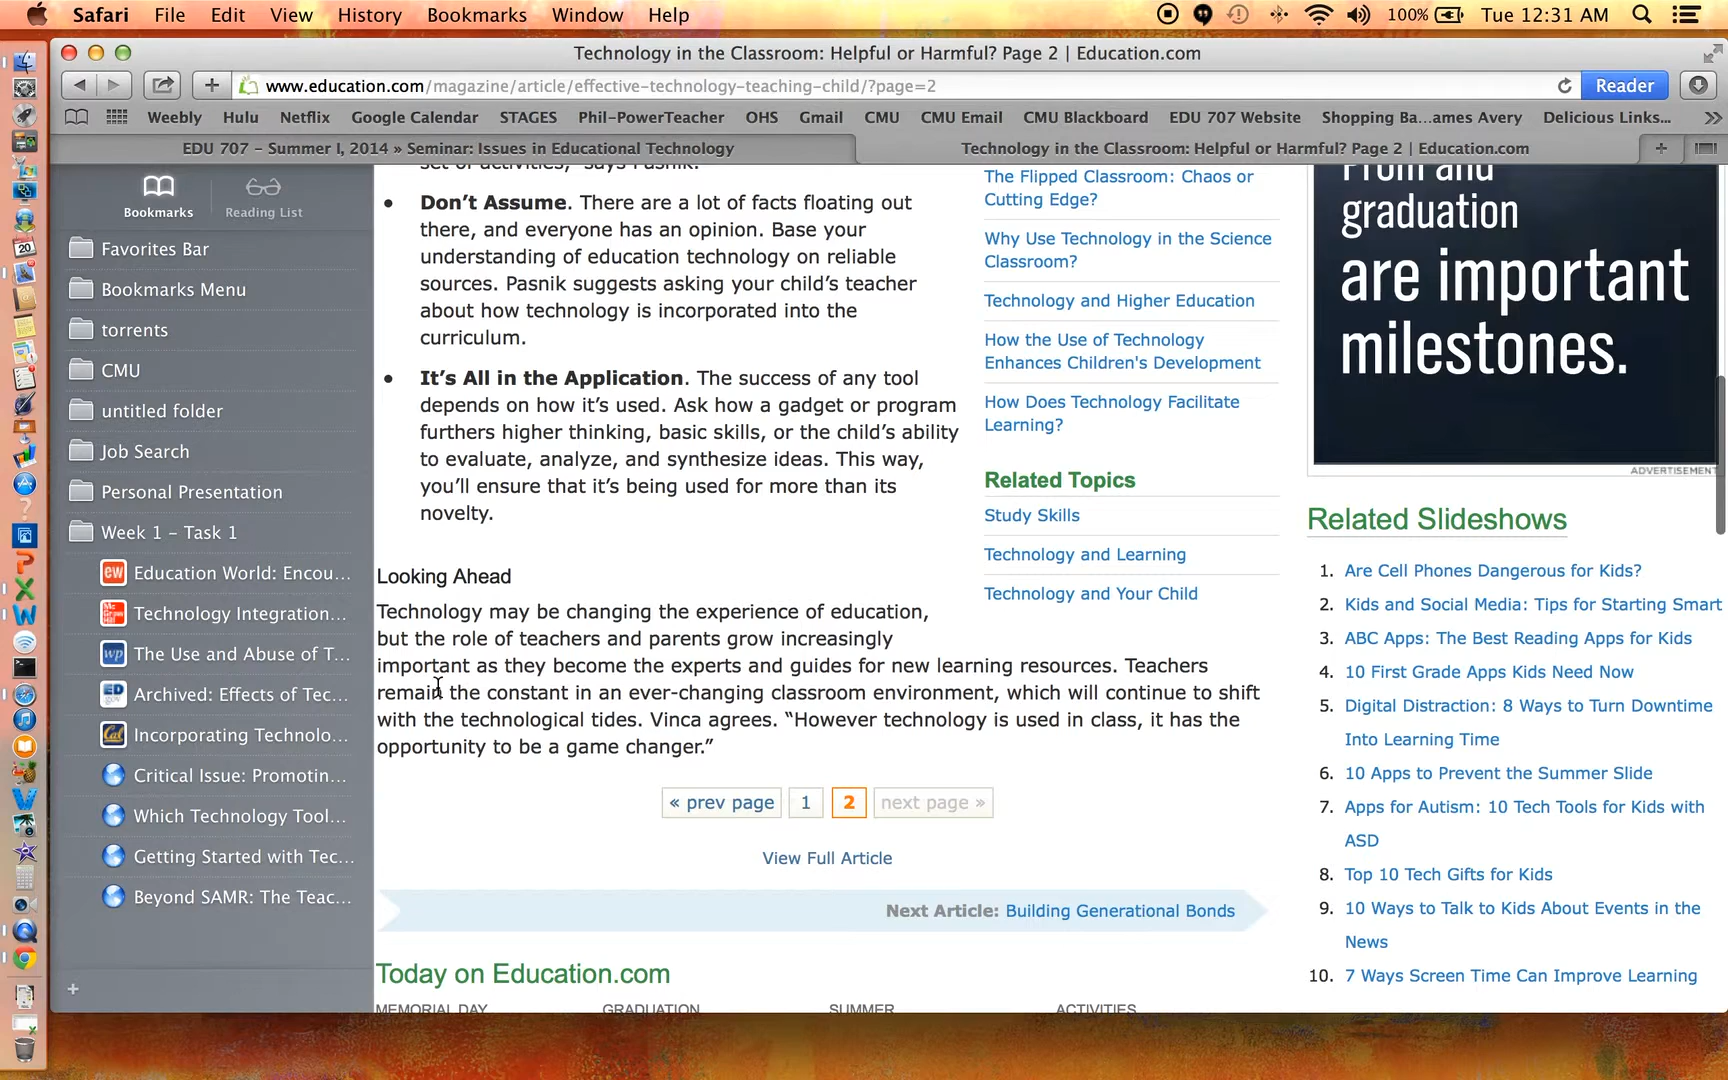 Safari File Edit View History Bookmarks Window Help
100% Tue 12:31 AM
Technology in the Classroom: Helpful or Harmful? Page 2 | Education.com
www.education.com/magazine/article/effective-technology-teaching-child/?page=2
Reader
Weebly Hulu Netflix Google Calendar STAGES Phil-PowerTeacher OHS Gmail CMU CMU Email CMU Blackboard EDU 707 Website Shopping Ba...ames Avery Delicious Links...
EDU 707 – Summer I, 2014 » Seminar: Issues in Educational Technology
Technology in the Classroom: Helpful or Harmful? Page 2 | Education.com
Bookmarks
Reading List
Favorites Bar
Bookmarks Menu
torrents
CMU
untitled folder
Job Search
Personal Presentation
Week 1 – Task 1
Education World: Encou...
Technology Integration...
The Use and Abuse of T...
Archived: Effects of Tec...
Incorporating Technolo...
Critical Issue: Promotin...
Which Technology Tool...
Getting Started with Tec...
Beyond SAMR: The Teac...
set of activities," says Pasnik.
• Don't Assume. There are a lot of facts floating out
there, and everyone has an opinion. Base your
understanding of education technology on reliable
sources. Pasnik suggests asking your child's teacher
about how technology is incorporated into the
curriculum.
• It's All in the Application. The success of any tool
depends on how it's used. Ask how a gadget or program
furthers higher thinking, basic skills, or the child's ability
to evaluate, analyze, and synthesize ideas. This way,
you'll ensure that it's being used for more than its
novelty.
Looking Ahead
Technology may be changing the experience of education,
but the role of teachers and parents grow increasingly
important as they become the experts and guides for new learning resources. Teachers
remain the constant in an ever-changing classroom environment, which will continue to shift
with the technological tides. Vinca agrees. “However technology is used in class, it has the
opportunity to be a game changer.”
« prev page 1 2 next page »
View Full Article
Next Article: Building Generational Bonds
Today on Education.com
MEMORIAL DAY GRADUATION SUMMER ACTIVITIES
The Flipped Classroom: Chaos or
Cutting Edge?
Why Use Technology in the Science
Classroom?
Technology and Higher Education
How the Use of Technology
Enhances Children's Development
How Does Technology Facilitate
Learning?
Related Topics
Study Skills
Technology and Learning
Technology and Your Child
Prom and
graduation
are important
milestones.
ADVERTISEMENT
Related Slideshows
1. Are Cell Phones Dangerous for Kids?
2. Kids and Social Media: Tips for Starting Smart
3. ABC Apps: The Best Reading Apps for Kids
4. 10 First Grade Apps Kids Need Now
5. Digital Distraction: 8 Ways to Turn Downtime
Into Learning Time
6. 10 Apps to Prevent the Summer Slide
7. Apps for Autism: 10 Tech Tools for Kids with
ASD
8. Top 10 Tech Gifts for Kids
9. 10 Ways to Talk to Kids About Events in the
News
10. 7 Ways Screen Time Can Improve Learning